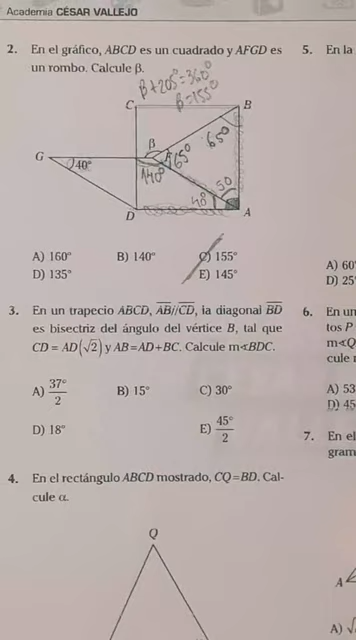 Academia CÉSAR VALLEJO
2. En el gráfico, ABCD es un cuadrado y AFGD es
un rombo. Calcule β.
β+205°=360°
β=155°
C
B
β
65°
G
40°
F
65°
140°
50
40°
D
A
A) 160°
B) 140°
C) 155°
D) 135°
E) 145°
3. En un trapecio ABCD, AB//CD, la diagonal BD
es bisectriz del ángulo del vértice B, tal que
CD=AD(√2) y AB=AD+BC. Calcule m∢BDC.
A) 37°/2
B) 15°
C) 30°
D) 18°
E) 45°/2
4. En el rectángulo ABCD mostrado, CQ=BD. Cal-
cule α.
Q
5. En la
A) 60°
D) 25°
6. En un
tos P
m∢Q
cule
A) 53
D) 45
7. En el
gram
A
A) √